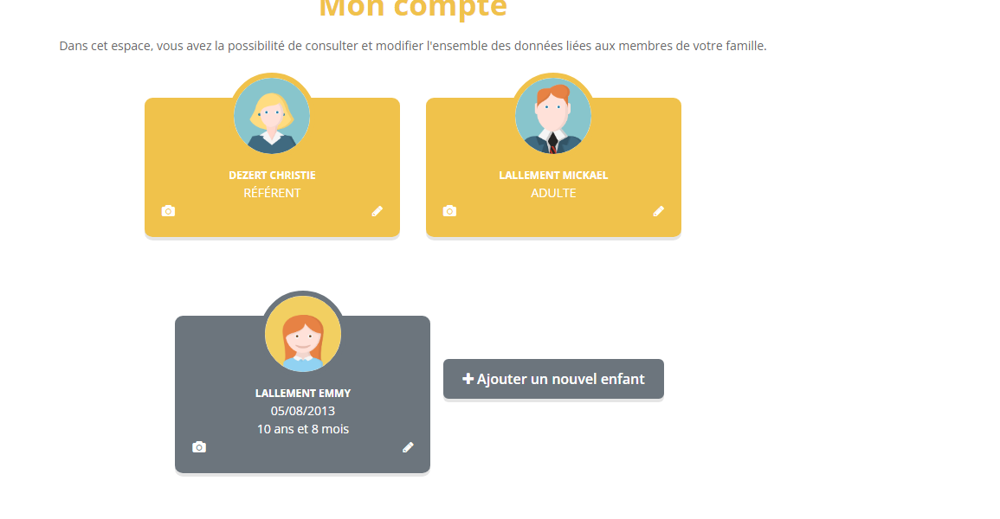 Mon compte
Dans cet espace, vous avez la possibilité de consulter et modifier l'ensemble des données liées aux membres de votre famille.
DEZERT CHRISTIE
RÉFÉRENT
LALLEMENT MICKAEL
ADULTE
LALLEMENT EMMY
05/08/2013
10 ans et 8 mois
Ajouter un nouvel enfant